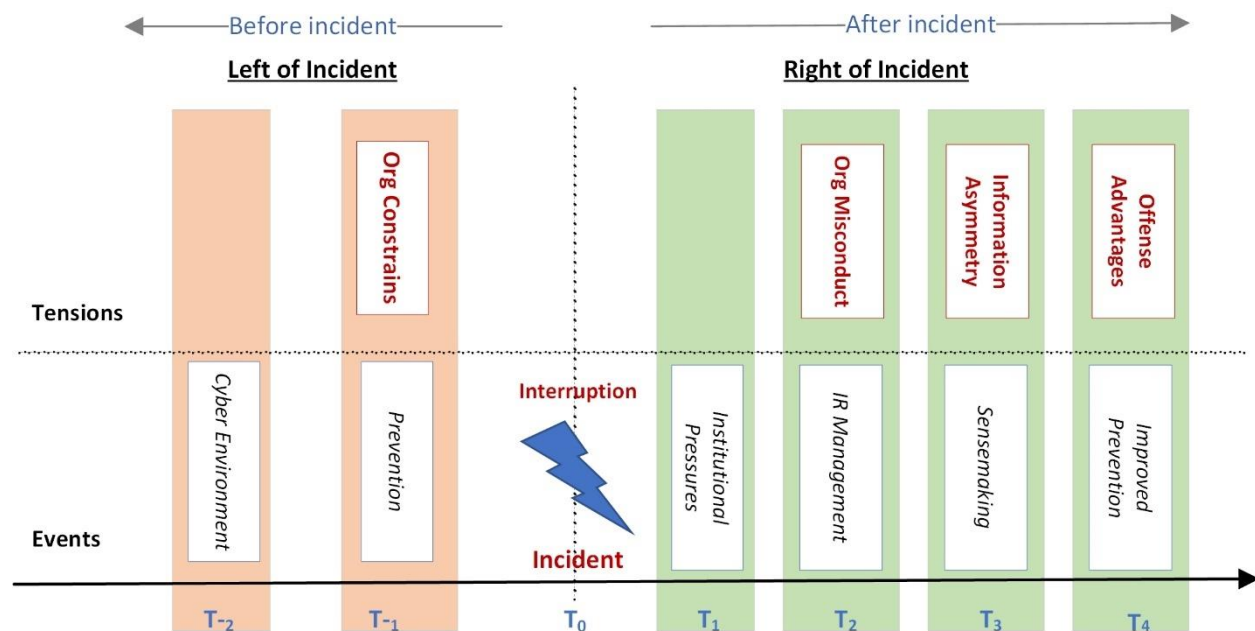 Before incident
After incident
Left of Incident
Right of Incident
Org Constrains
Org Misconduct
Information
Asymmetry
Offense
Advantages
Tensions
Cyber Environment
Prevention
Interruption
Institutional
Pressures
IR Management
Sensemaking
Improved
Prevention
Events
Incident
T-2
T-1
T0
T1
T2
T3
T4